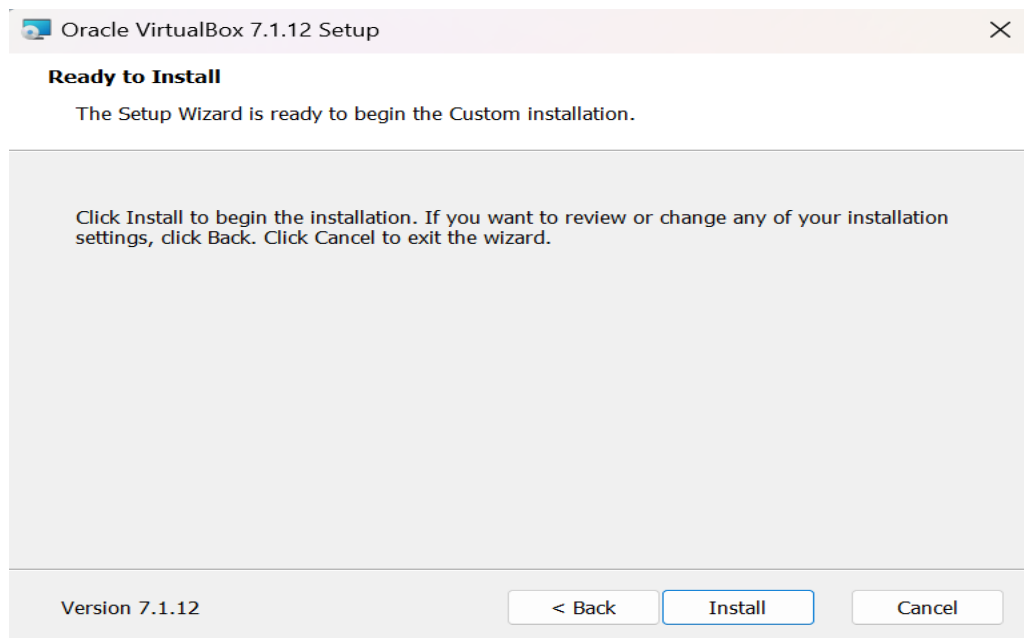 Oracle VirtualBox 7.1.12 Setup
Ready to Install
The Setup Wizard is ready to begin the Custom installation.
Click Install to begin the installation. If you want to review or change any of your installation
settings, click Back. Click Cancel to exit the wizard.
Version 7.1.12
< Back
Install
Cancel